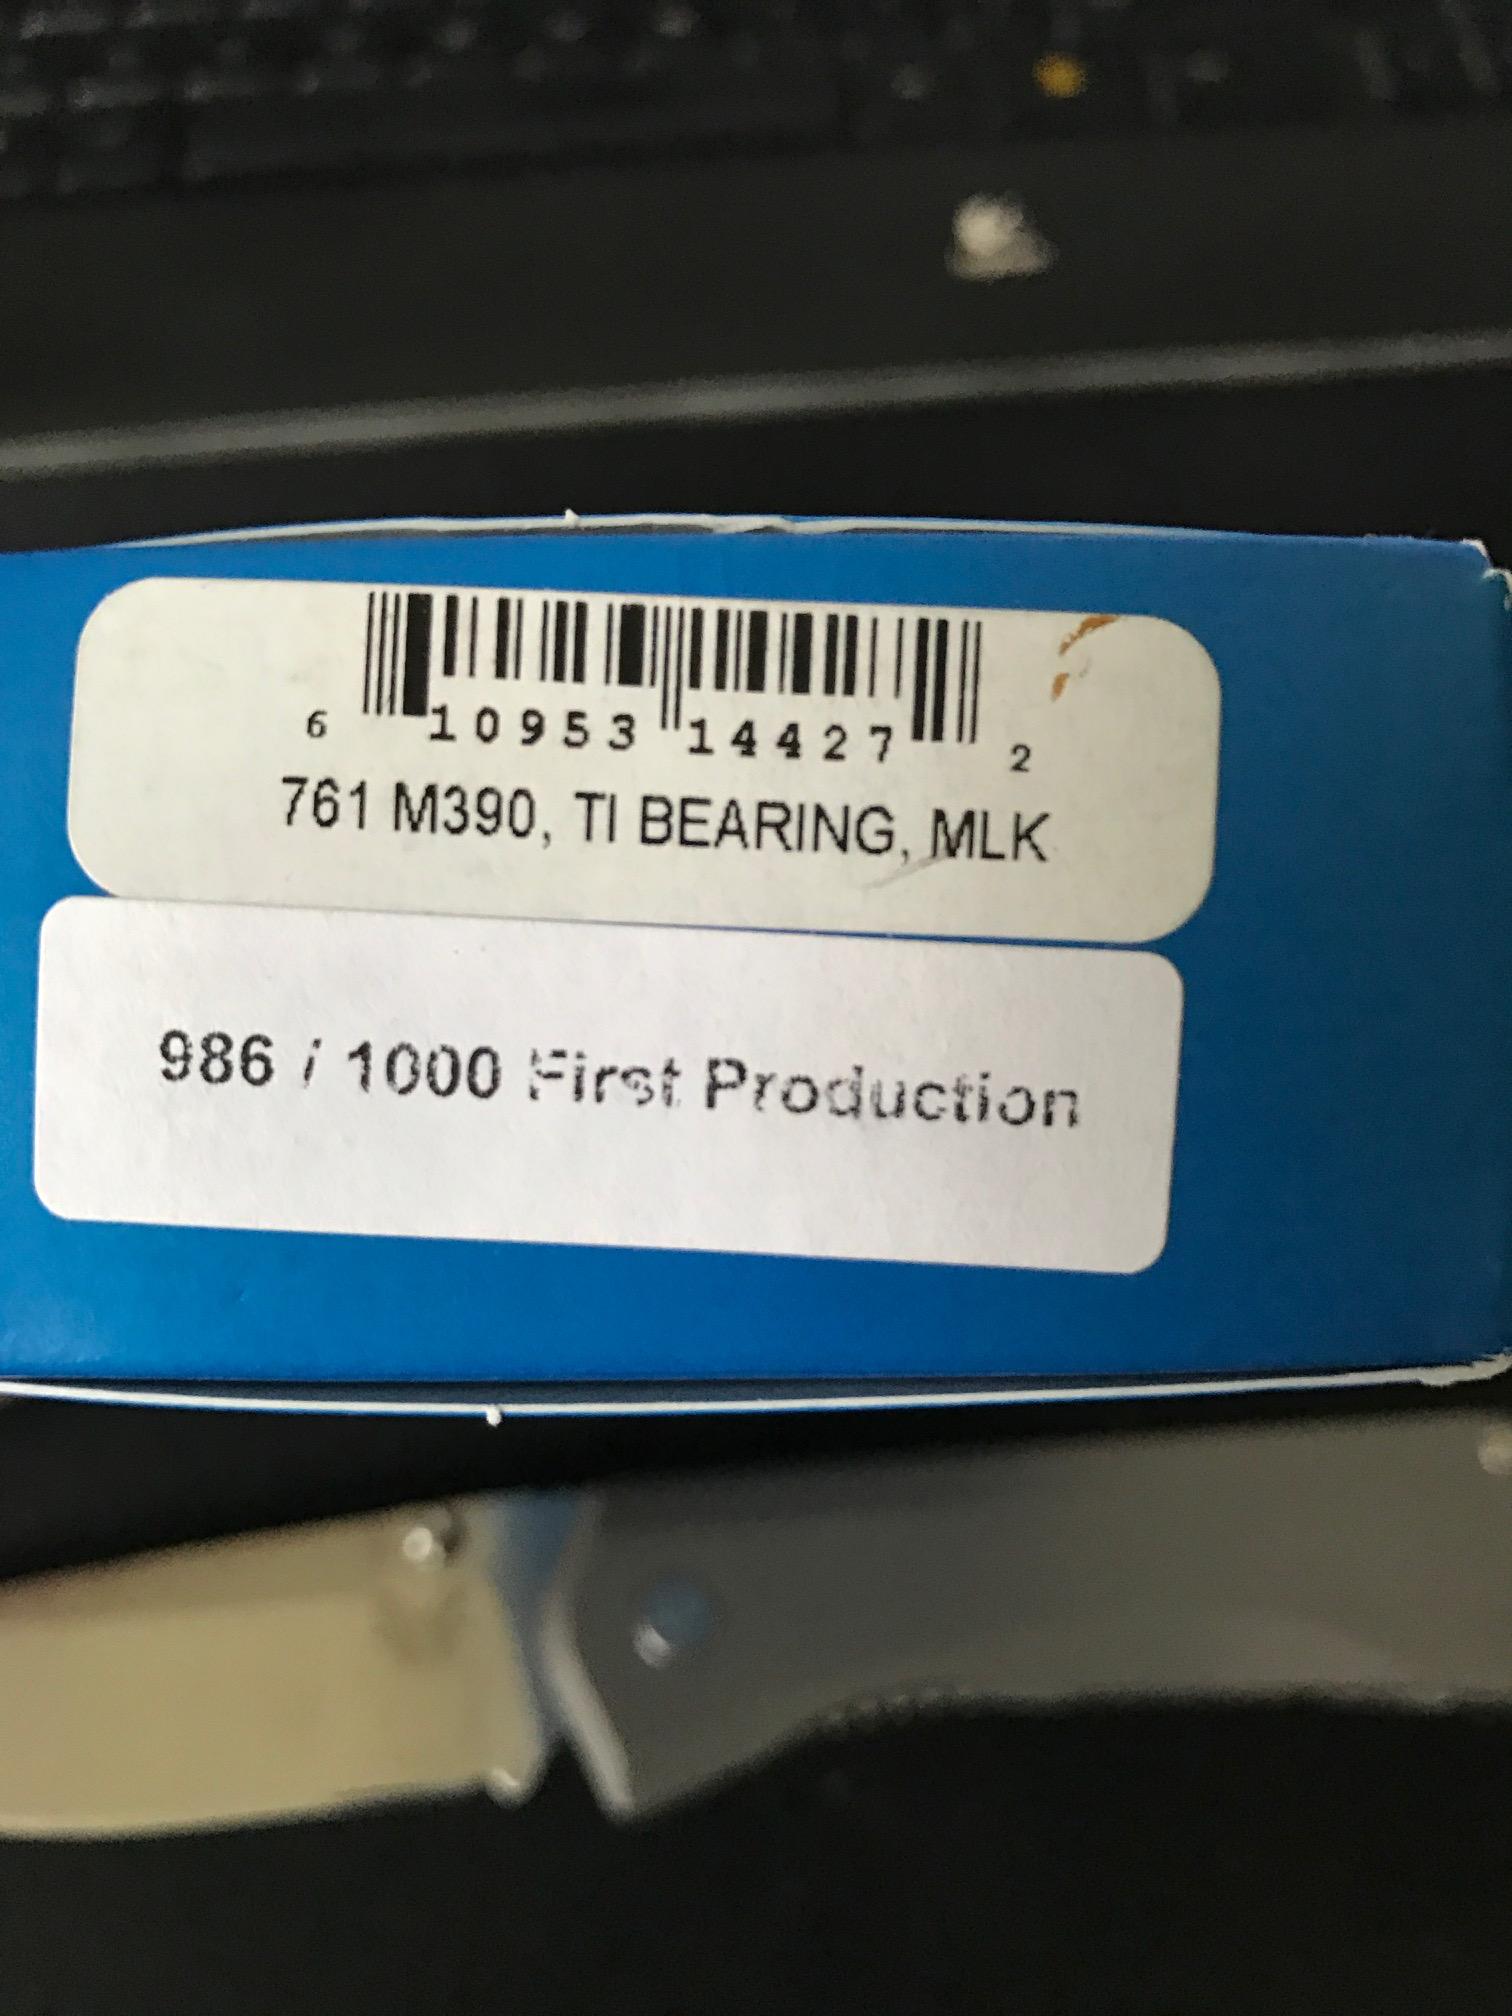 6 10953 14427 2
761 M390, TI BEARING, MLK
986 / 1000 First Production